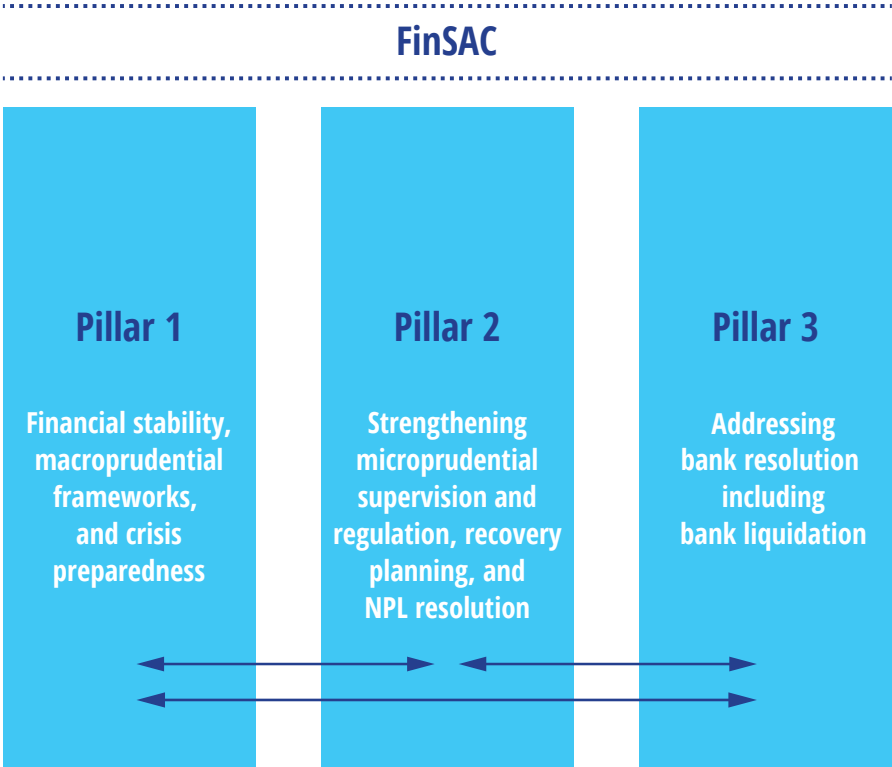 FinSAC
Pillar 1
Financial stability,
macroprudential
frameworks,
and crisis
preparedness
Pillar 2
Strengthening
microprudential
supervision and
regulation, recovery
planning, and
NPL resolution
Pillar 3
Addressing
bank resolution
including
bank liquidation